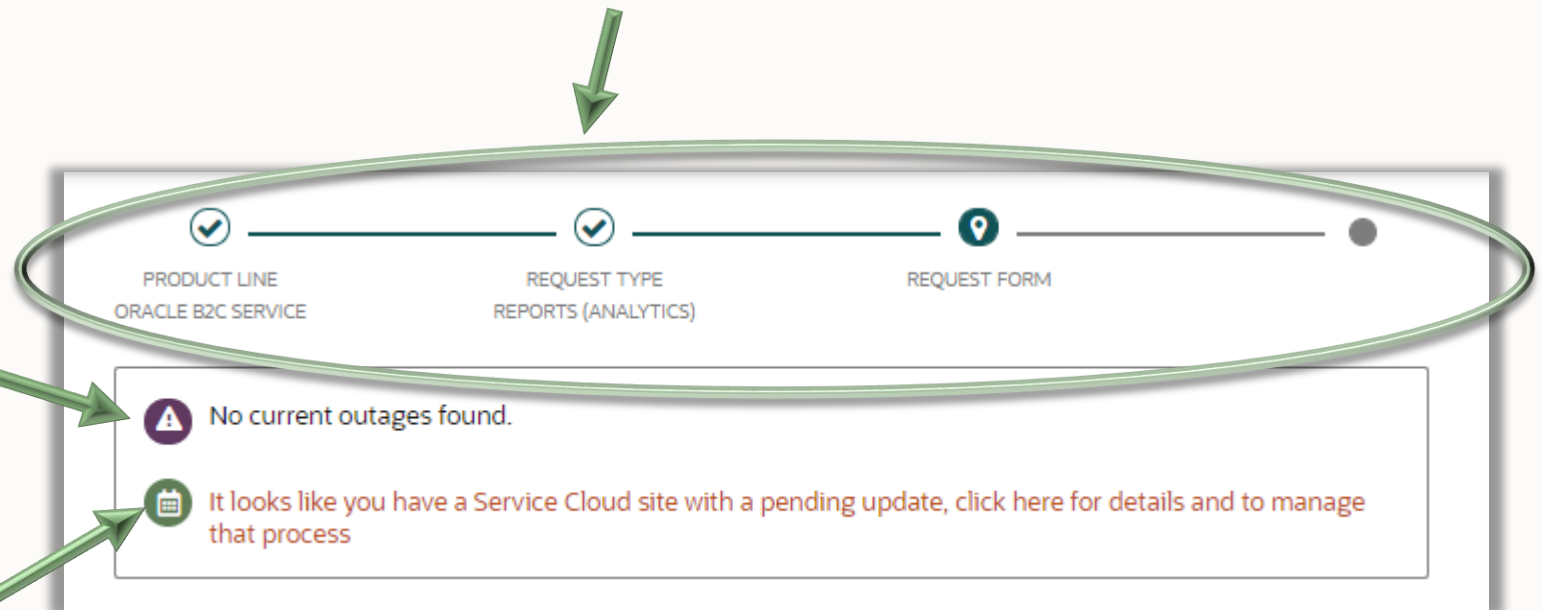 PRODUCT LINE
ORACLE B2C SERVICE
REQUEST TYPE
REPORTS (ANALYTICS)
REQUEST FORM
No current outages found.
It looks like you have a Service Cloud site with a pending update, click here for details and to manage
that process